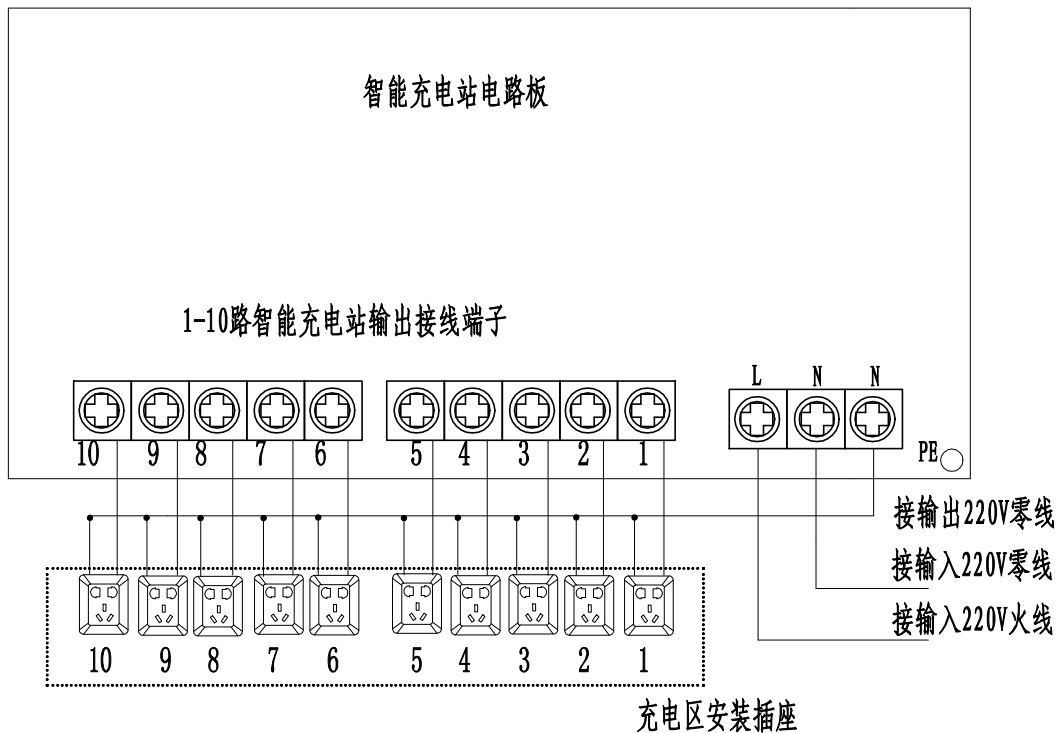 智能充电站电路板
1-10路智能充电站输出接线端子
L N N
10 9 8 7 6 5 4 3 2 1
PE
接输出220V零线
接输入220V零线
接输入220V火线
10 9 8 7 6 5 4 3 2 1
充电区安装插座